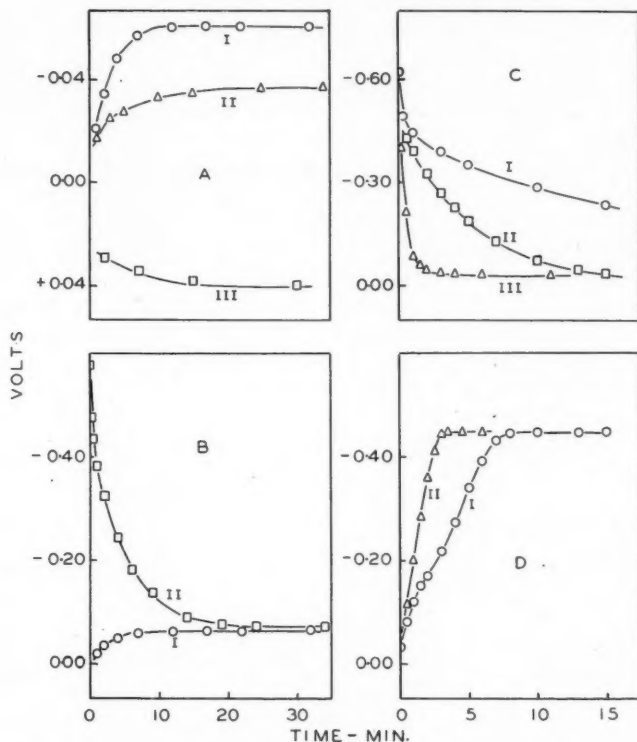 -0.04
0.00
+0.04
I
II
A
III
-0.60
-0.30
0.00
C
I
II
III
VOLTS
-0.40
-0.20
0.00
B
II
I
0
10
20
30
-0.40
-0.20
0.00
II
I
D
0
5
10
15
TIME - MIN.